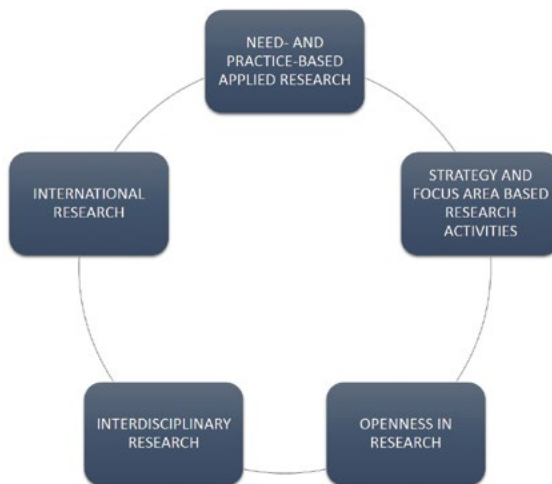 NEED- AND
PRACTICE-BASED
APPLIED RESEARCH
STRATEGY AND
FOCUS AREA BASED
RESEARCH
ACTIVITIES
OPENNESS IN
RESEARCH
INTERDISCIPLINARY
RESEARCH
INTERNATIONAL
RESEARCH